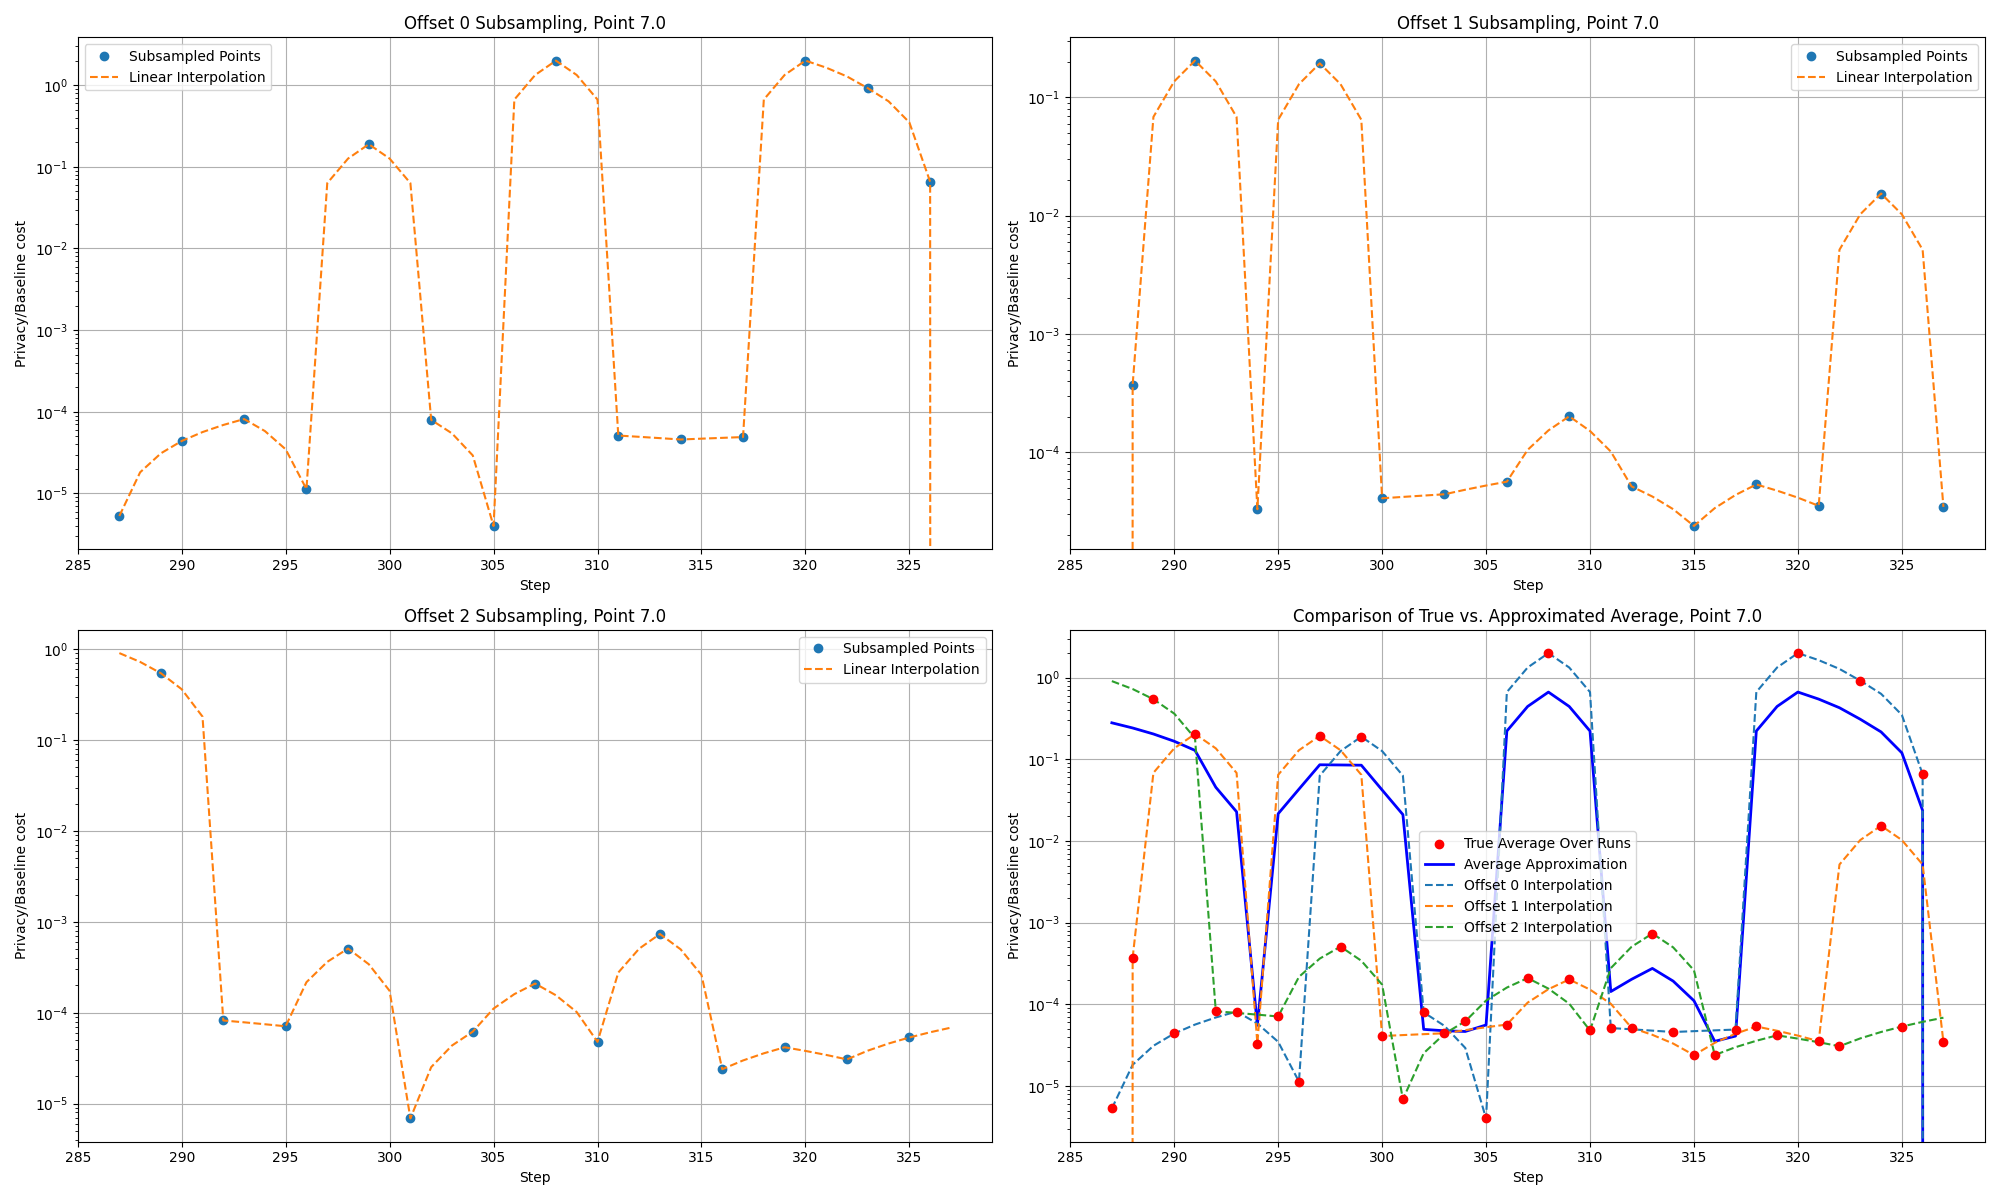 Offset 0 Subsampling, Point 7.0
Subsampled Points
Linear Interpolation
Privacy/Baseline cost
10⁰
10⁻¹
10⁻²
10⁻³
10⁻⁴
10⁻⁵
285 290 295 300 305 310 315 320 325
Step
Offset 1 Subsampling, Point 7.0
Subsampled Points
Linear Interpolation
Privacy/Baseline cost
10⁻¹
10⁻²
10⁻³
10⁻⁴
285 290 295 300 305 310 315 320 325
Step
Offset 2 Subsampling, Point 7.0
Subsampled Points
Linear Interpolation
Privacy/Baseline cost
10⁰
10⁻¹
10⁻²
10⁻³
10⁻⁴
10⁻⁵
285 290 295 300 305 310 315 320 325
Step
Comparison of True vs. Approximated Average, Point 7.0
True Average Over Runs
Average Approximation
Offset 0 Interpolation
Offset 1 Interpolation
Offset 2 Interpolation
Privacy/Baseline cost
10⁰
10⁻¹
10⁻²
10⁻³
10⁻⁴
10⁻⁵
285 290 295 300 305 310 315 320 325
Step